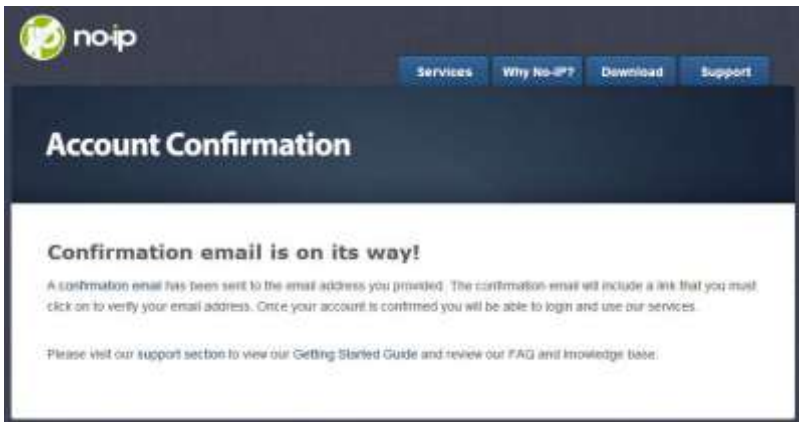 no-ip
Services Why No-IP? Download Support
Account Confirmation
Confirmation email is on its way!
A confirmation email has been sent to the email address you provided. The confirmation email will include a link that you must
click on to verify your email address. Once your account is confirmed you will be able to login and use our services.
Please visit our support section to view our Getting Started Guide and review our FAQ and knowledge base.